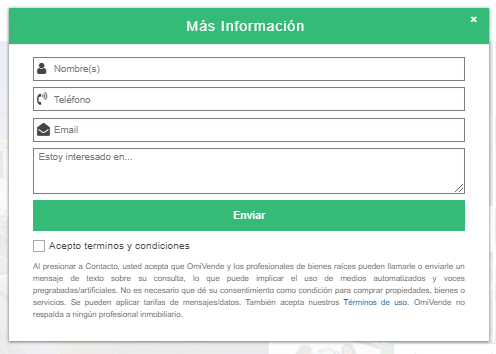 Más Información
×
Nombre(s)
Teléfono
Email
Estoy interesado en...
Enviar
Acepto terminos y condiciones
Al presionar a Contacto, usted acepta que OmiVende y los profesionales de bienes raíces pueden llamarle o enviarle un
mensaje de texto sobre su consulta, lo que puede implicar el uso de medios automatizados y voces
pregrabadas/artificiales. No es necesario que dé su consentimiento como condición para comprar propiedades, bienes o
servicios. Se pueden aplicar tarifas de mensajes/datos. También acepta nuestros Términos de uso. OmiVende no
respalda a ningún profesional inmobiliario.